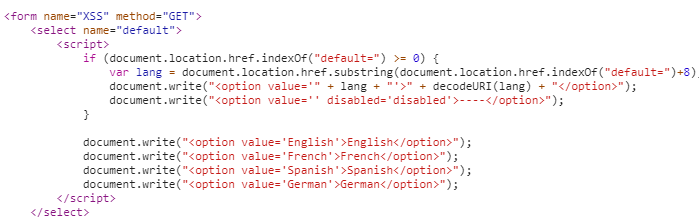 <form name="XSS" method="GET">
<select name="default">
<script>
if (document.location.href.indexOf("default=") >= 0) {
var lang = document.location.href.substring(document.location.href.indexOf("default=")+8)
document.write("<option value='" + lang + "'>" + decodeURI(lang) + "</option>");
document.write("<option value='' disabled='disabled'>----</option>");
}
document.write("<option value='English'>English</option>");
document.write("<option value='French'>French</option>");
document.write("<option value='Spanish'>Spanish</option>");
document.write("<option value='German'>German</option>");
</script>
</select>